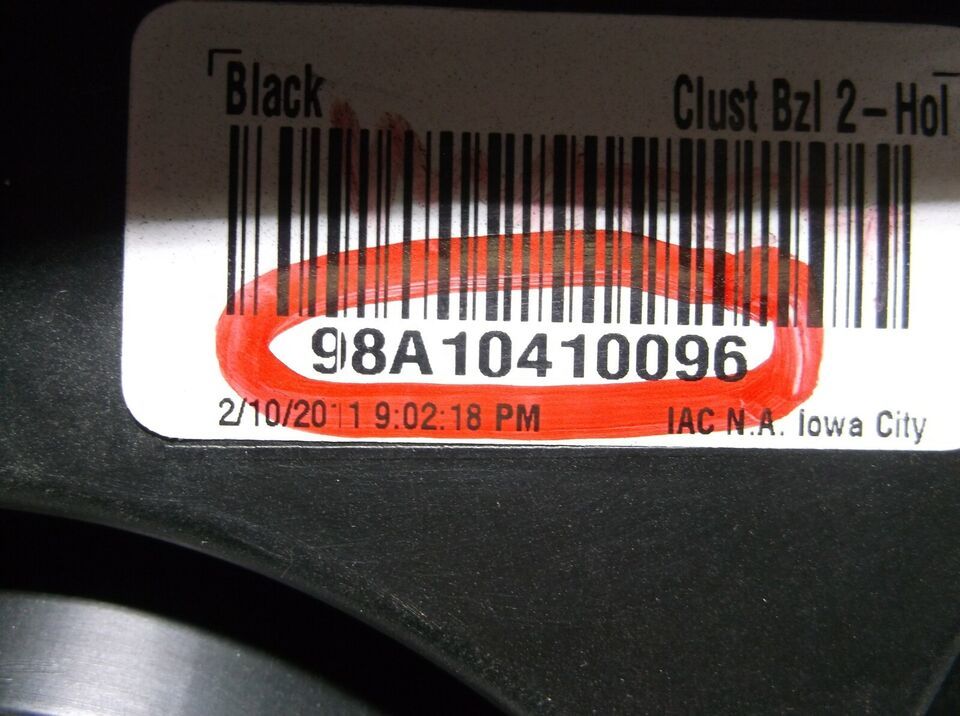 Black Clust Bzl 2-Hol
98A10410096
2/10/2011 9:02:18 PM IAC N.A. Iowa City